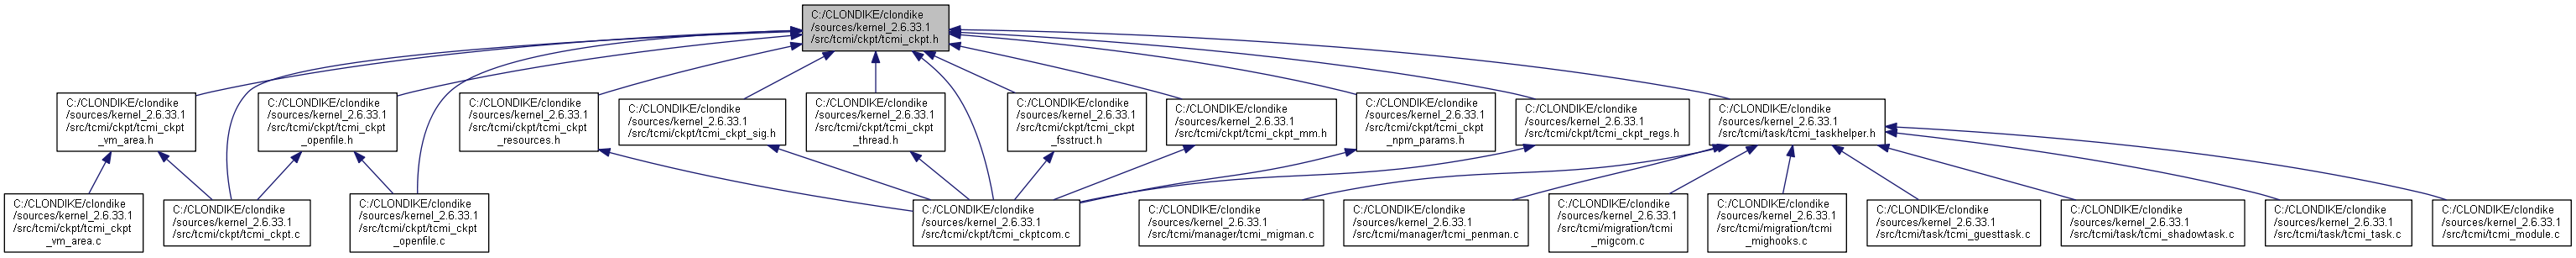 C:/CLONDIKE/clondike
/sources/kernel_2.6.33.1
/src/tcmi/ckpt/tcmi_ckpt.h
C:/CLONDIKE/clondike
/sources/kernel_2.6.33.1
/src/tcmi/ckpt/tcmi_ckpt
_vm_area.h
C:/CLONDIKE/clondike
/sources/kernel_2.6.33.1
/src/tcmi/ckpt/tcmi_ckpt
_openfile.h
C:/CLONDIKE/clondike
/sources/kernel_2.6.33.1
/src/tcmi/ckpt/tcmi_ckpt
_resources.h
C:/CLONDIKE/clondike
/sources/kernel_2.6.33.1
/src/tcmi/ckpt/tcmi_ckpt_sig.h
C:/CLONDIKE/clondike
/sources/kernel_2.6.33.1
/src/tcmi/ckpt/tcmi_ckpt
_thread.h
C:/CLONDIKE/clondike
/sources/kernel_2.6.33.1
/src/tcmi/ckpt/tcmi_ckpt
_fsstruct.h
C:/CLONDIKE/clondike
/sources/kernel_2.6.33.1
/src/tcmi/ckpt/tcmi_ckpt_mm.h
C:/CLONDIKE/clondike
/sources/kernel_2.6.33.1
/src/tcmi/ckpt/tcmi_ckpt
_npm_params.h
C:/CLONDIKE/clondike
/sources/kernel_2.6.33.1
/src/tcmi/ckpt/tcmi_ckpt_regs.h
C:/CLONDIKE/clondike
/sources/kernel_2.6.33.1
/src/tcmi/task/tcmi_taskhelper.h
C:/CLONDIKE/clondike
/sources/kernel_2.6.33.1
/src/tcmi/ckpt/tcmi_ckpt
_vm_area.c
C:/CLONDIKE/clondike
/sources/kernel_2.6.33.1
/src/tcmi/ckpt/tcmi_ckpt.c
C:/CLONDIKE/clondike
/sources/kernel_2.6.33.1
/src/tcmi/ckpt/tcmi_ckpt
_openfile.c
C:/CLONDIKE/clondike
/sources/kernel_2.6.33.1
/src/tcmi/ckpt/tcmi_ckptcom.c
C:/CLONDIKE/clondike
/sources/kernel_2.6.33.1
/src/tcmi/manager/tcmi_migman.c
C:/CLONDIKE/clondike
/sources/kernel_2.6.33.1
/src/tcmi/manager/tcmi_penman.c
C:/CLONDIKE/clondike
/sources/kernel_2.6.33.1
/src/tcmi/migration/tcmi
_migcom.c
C:/CLONDIKE/clondike
/sources/kernel_2.6.33.1
/src/tcmi/migration/tcmi
_mighooks.c
C:/CLONDIKE/clondike
/sources/kernel_2.6.33.1
/src/tcmi/task/tcmi_guesttask.c
C:/CLONDIKE/clondike
/sources/kernel_2.6.33.1
/src/tcmi/task/tcmi_shadowtask.c
C:/CLONDIKE/clondike
/sources/kernel_2.6.33.1
/src/tcmi/task/tcmi_task.c
C:/CLONDIKE/clondike
/sources/kernel_2.6.33.1
/src/tcmi/tcmi_module.c